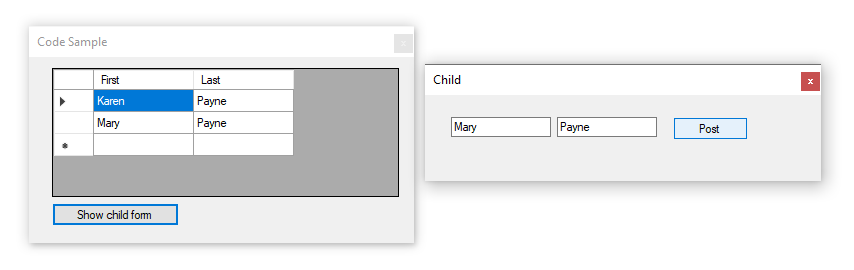 Code Sample
x
First Last
Karen Payne
Mary Payne
Show child form
Child
x
Mary Payne Post